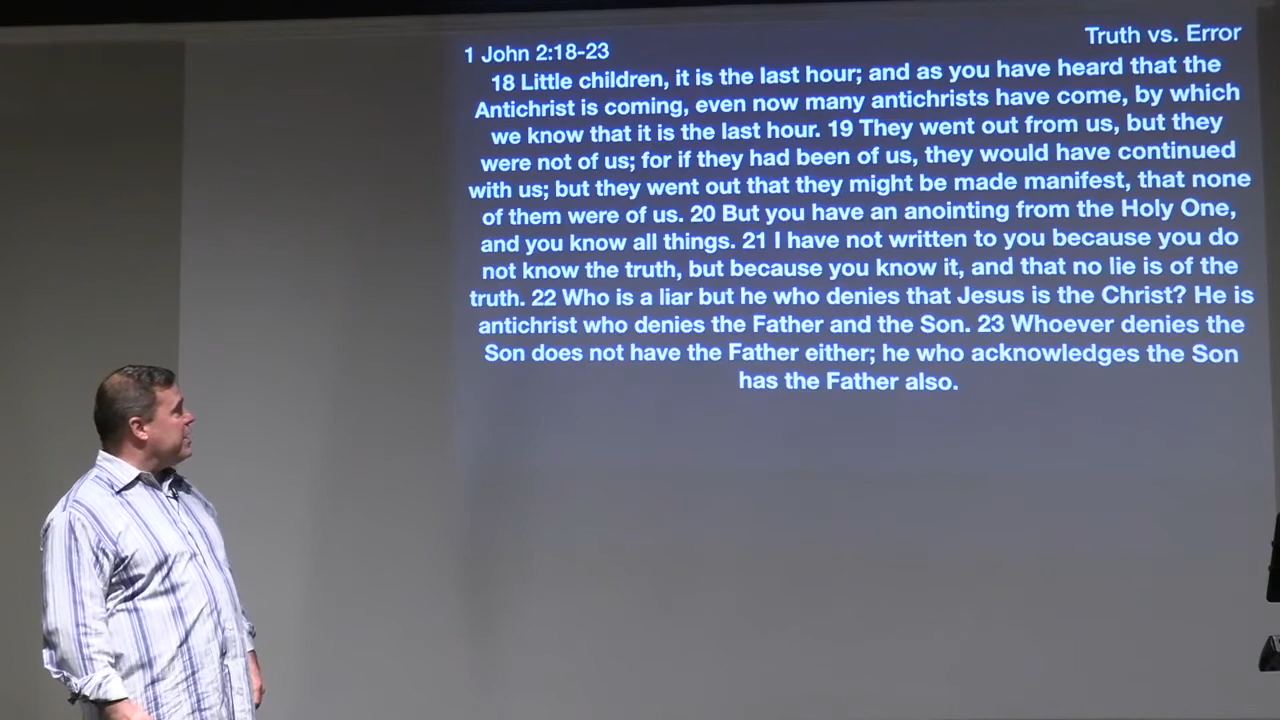 Truth vs. Error
1 John 2:18-23
18 Little children, it is the last hour; and as you have heard that the
Antichrist is coming, even now many antichrists have come, by which
we know that it is the last hour. 19 They went out from us, but they
were not of us; for if they had been of us, they would have continued
with us; but they went out that they might be made manifest, that none
of them were of us. 20 But you have an anointing from the Holy One,
and you know all things. 21 I have not written to you because you do
not know the truth, but because you know it, and that no lie is of the
truth. 22 Who is a liar but he who denies that Jesus is the Christ? He is
antichrist who denies the Father and the Son. 23 Whoever denies the
Son does not have the Father either; he who acknowledges the Son
has the Father also.